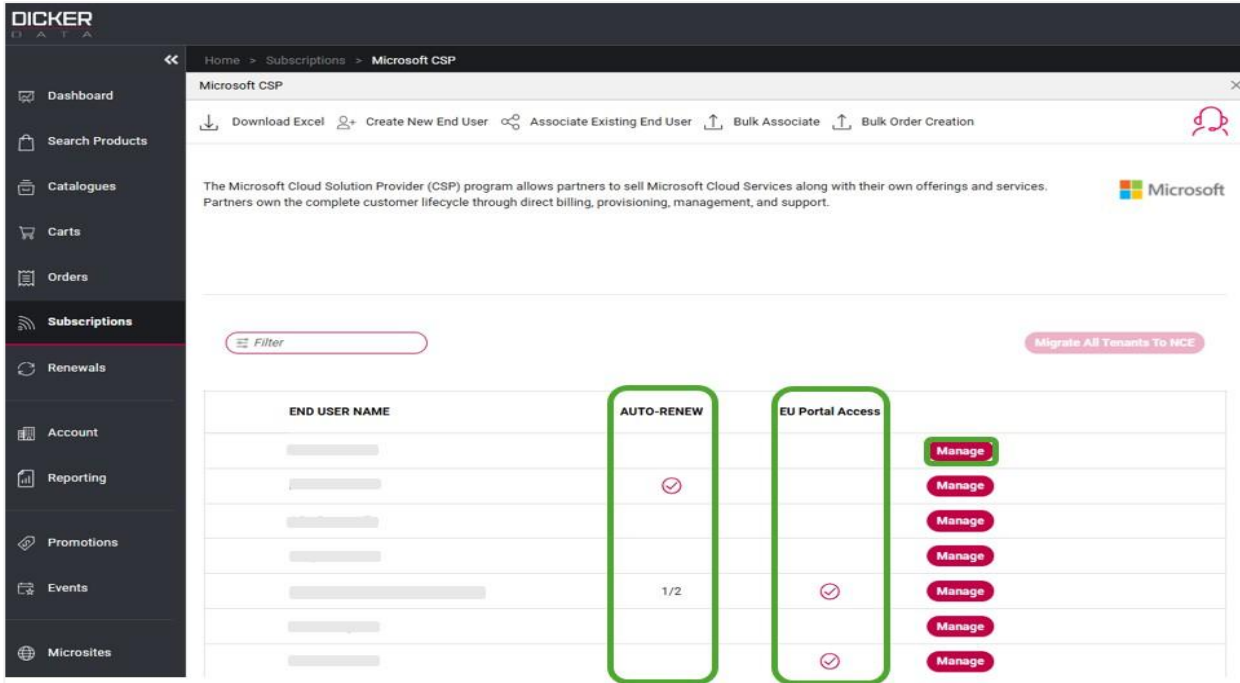 DICKER
DATA
Home > Subscriptions > Microsoft CSP
Microsoft CSP
Dashboard
Search Products
Catalogues
Carts
Orders
Subscriptions
Renewals
Account
Reporting
Promotions
Events
Microsites
Download Excel Create New End User Associate Existing End User Bulk Associate Bulk Order Creation
The Microsoft Cloud Solution Provider (CSP) program allows partners to sell Microsoft Cloud Services along with their own offerings and services.
Partners own the complete customer lifecycle through direct billing, provisioning, management, and support.
Microsoft
Filter
Migrate All Tenants To NCE
END USER NAME AUTO-RENEW EU Portal Access
Manage
Manage
Manage
Manage
1/2 Manage
Manage
Manage